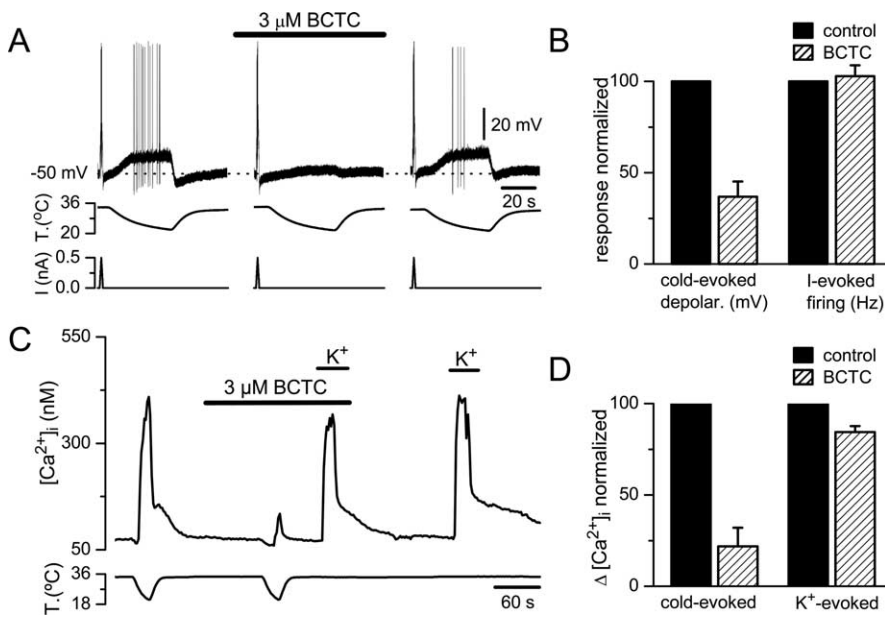 A
3 µM BCTC
20 mV
-50 mV
20 s
T.(ºC)
36
20
I (nA)
0.5
0.0
B
control
BCTC
response normalized
100
50
0
cold-evoked
depolar. (mV)
I-evoked
firing (Hz)
C
[Ca²⁺]i (nM)
550
300
50
3 µM BCTC
K⁺
K⁺
T.(ºC)
36
18
60 s
D
control
BCTC
Δ [Ca²⁺]i normalized
100
50
0
cold-evoked
K⁺-evoked